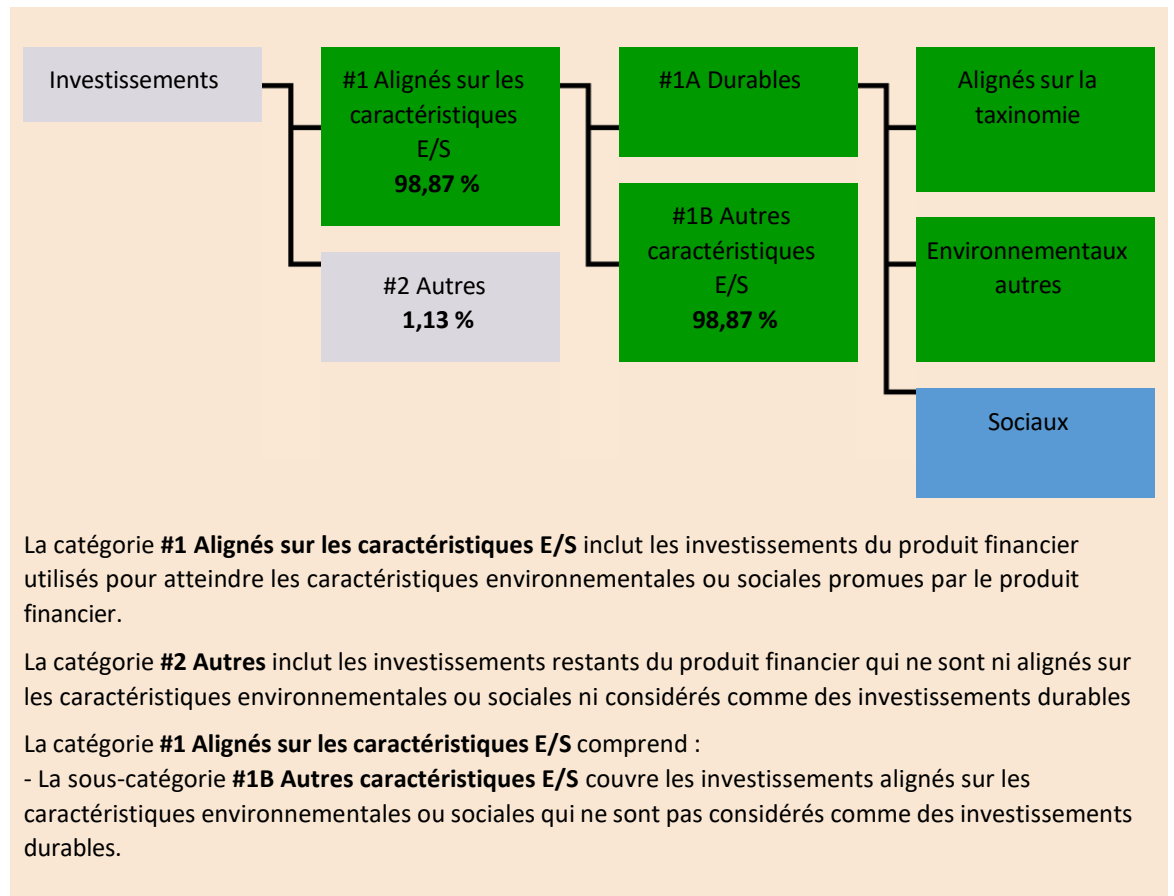 Investissements
#1 Alignés sur les
caractéristiques
E/S
98,87 %
#2 Autres
1,13 %
#1A Durables
#1B Autres
caractéristiques
E/S
98,87 %
Alignés sur la
taxinomie
Environnementaux
autres
Sociaux
La catégorie #1 Alignés sur les caractéristiques E/S inclut les investissements du produit financier
utilisés pour atteindre les caractéristiques environnementales ou sociales promues par le produit
financier.
La catégorie #2 Autres inclut les investissements restants du produit financier qui ne sont ni alignés sur
les caractéristiques environnementales ou sociales ni considérés comme des investissements durables
La catégorie #1 Alignés sur les caractéristiques E/S comprend :
- La sous-catégorie #1B Autres caractéristiques E/S couvre les investissements alignés sur les
caractéristiques environnementales ou sociales qui ne sont pas considérés comme des investissements
durables.